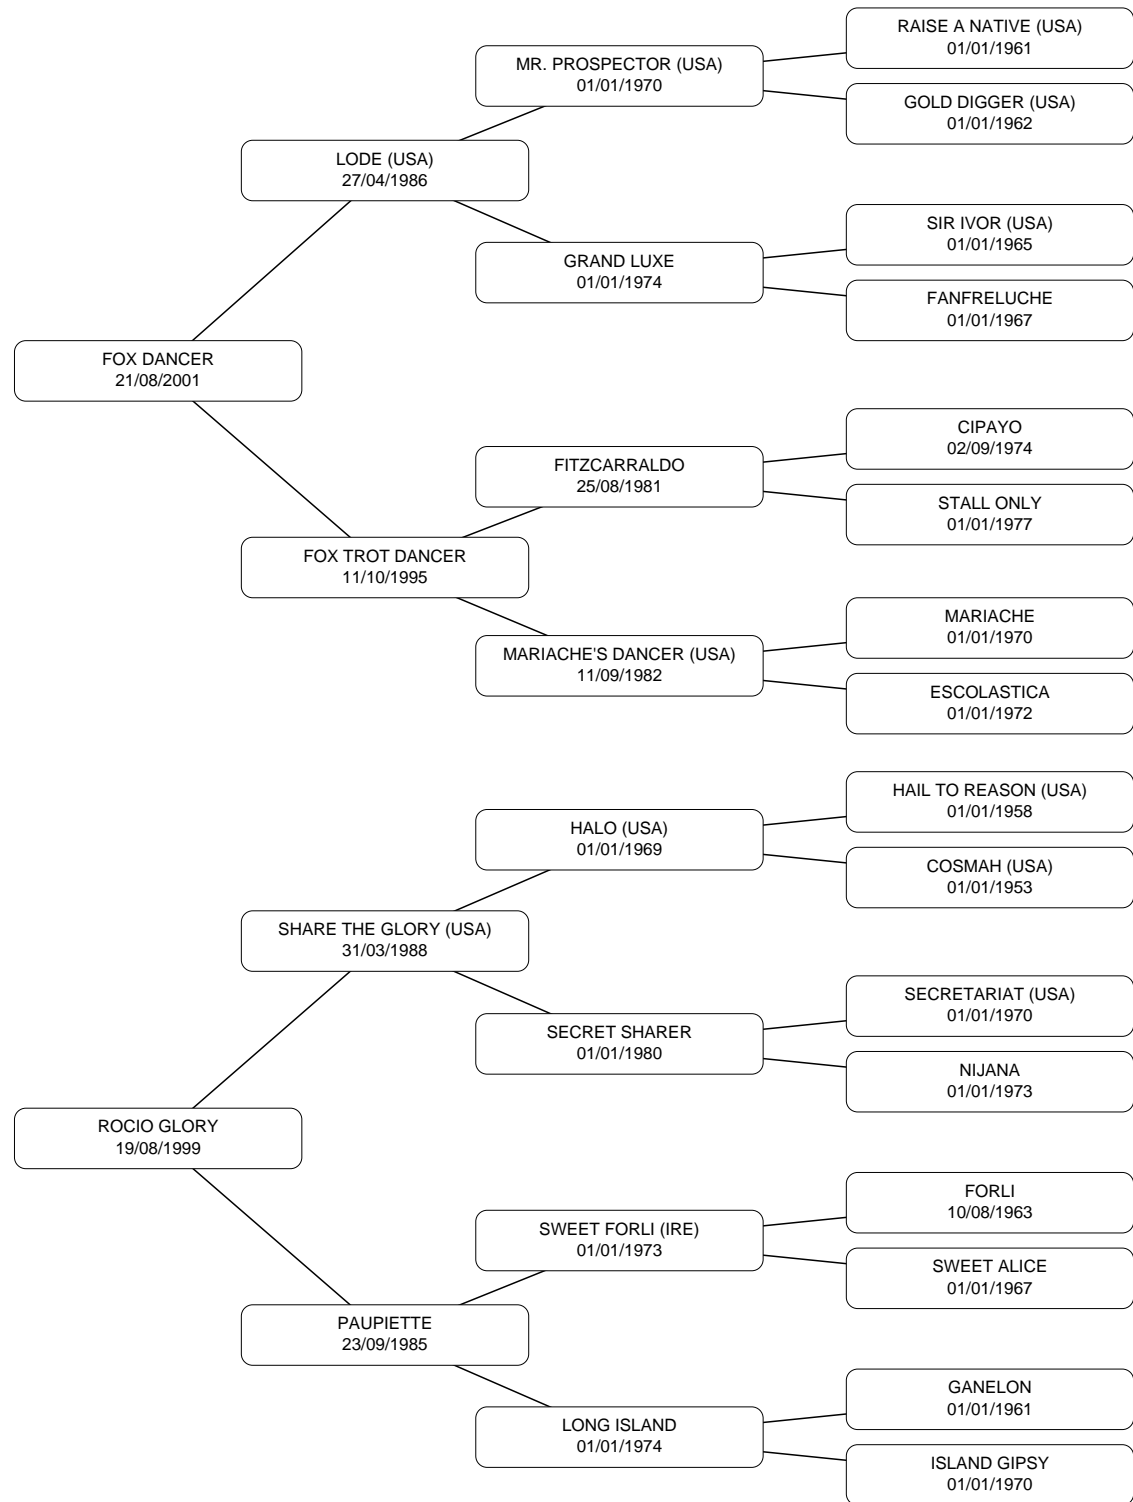 RAISE A NATIVE (USA)
01/01/1961
MR. PROSPECTOR (USA)
01/01/1970
GOLD DIGGER (USA)
01/01/1962
LODE (USA)
27/04/1986
SIR IVOR (USA)
01/01/1965
GRAND LUXE
01/01/1974
FANFRELUCHE
01/01/1967
FOX DANCER
21/08/2001
CIPAYO
02/09/1974
FITZCARRALDO
25/08/1981
STALL ONLY
01/01/1977
FOX TROT DANCER
11/10/1995
MARIACHE
01/01/1970
MARIACHE'S DANCER (USA)
11/09/1982
ESCOLASTICA
01/01/1972
HAIL TO REASON (USA)
01/01/1958
HALO (USA)
01/01/1969
COSMAH (USA)
01/01/1953
SHARE THE GLORY (USA)
31/03/1988
SECRETARIAT (USA)
01/01/1970
SECRET SHARER
01/01/1980
NIJANA
01/01/1973
ROCIO GLORY
19/08/1999
FORLI
10/08/1963
SWEET FORLI (IRE)
01/01/1973
SWEET ALICE
01/01/1967
PAUPIETTE
23/09/1985
GANELON
01/01/1961
LONG ISLAND
01/01/1974
ISLAND GIPSY
01/01/1970